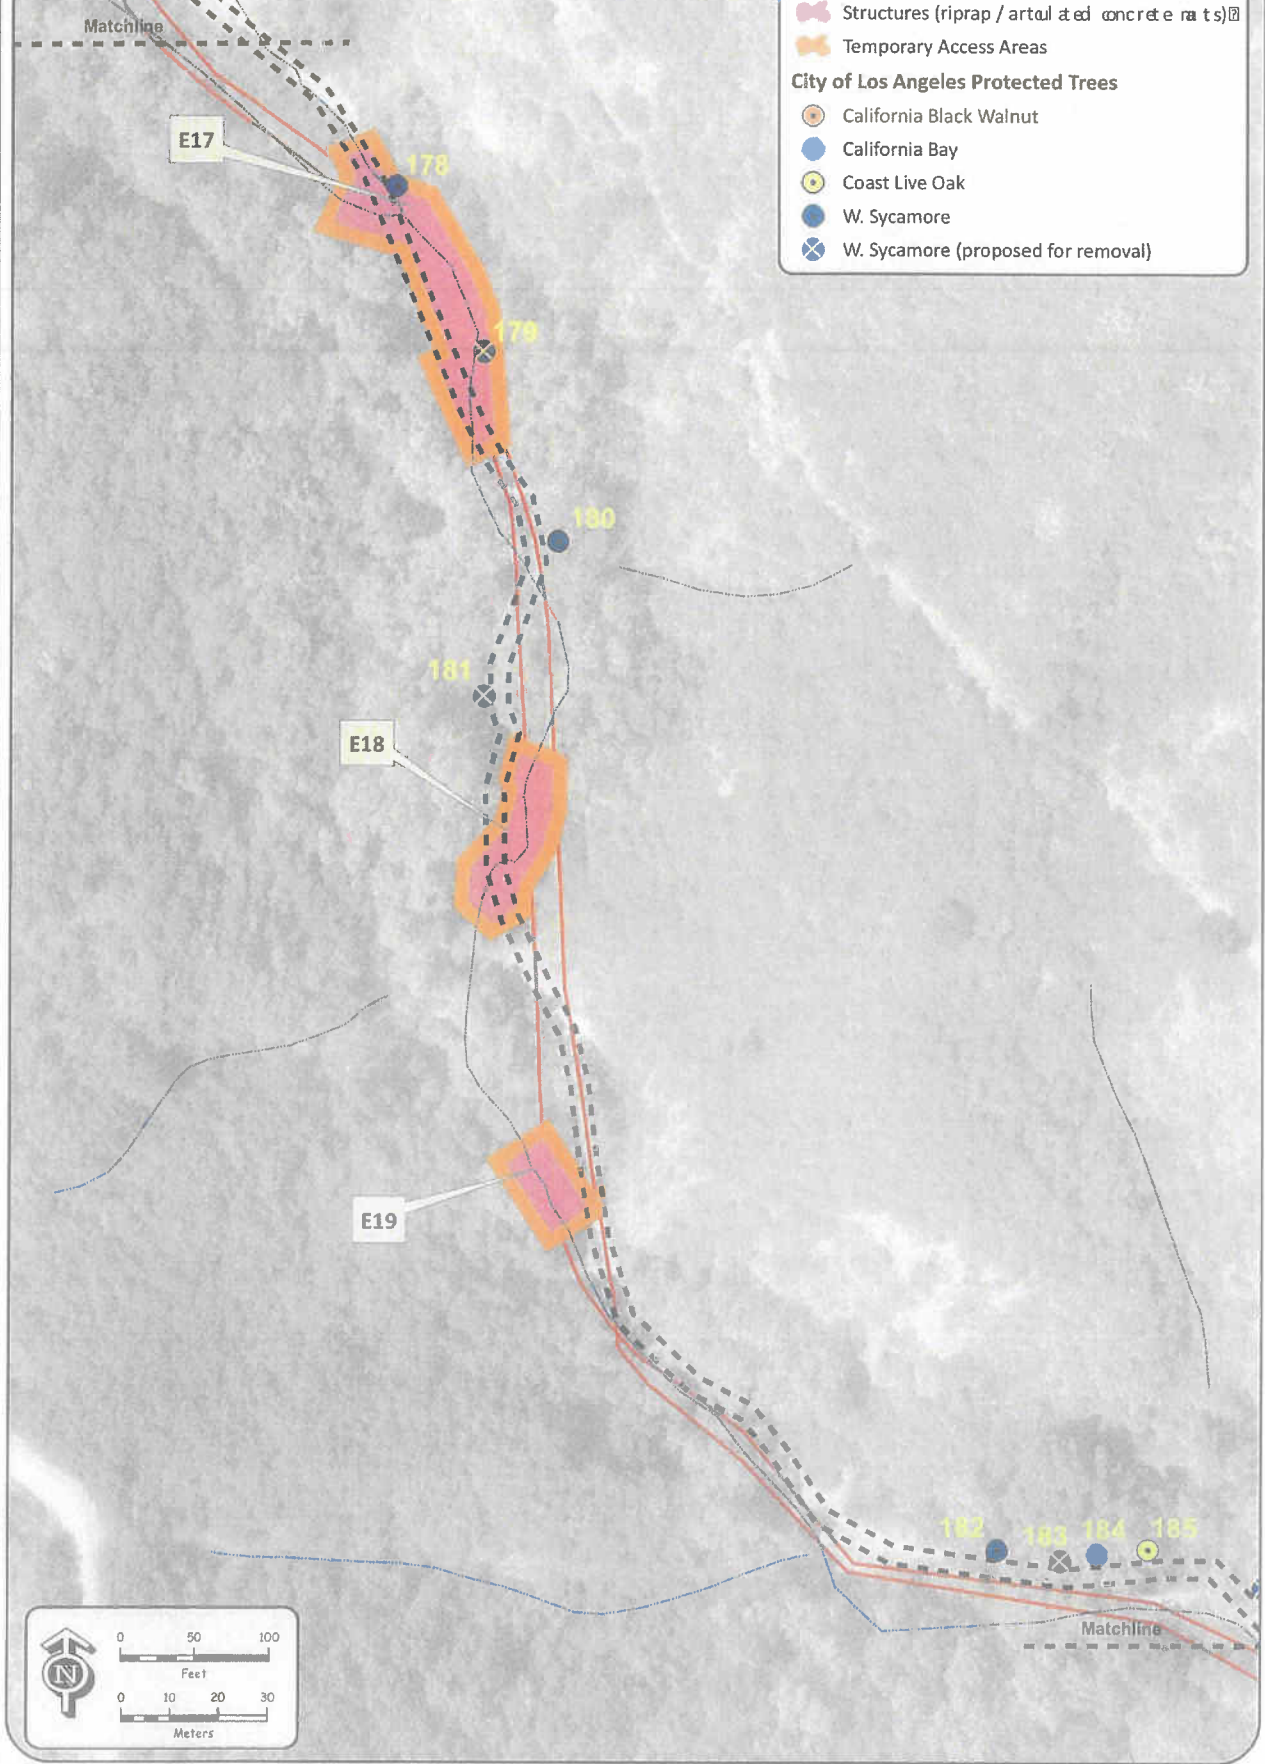 Structures (riprap / artculated concrete mats)
Temporary Access Areas
City of Los Angeles Protected Trees
California Black Walnut
California Bay
Coast Live Oak
W. Sycamore
W. Sycamore (proposed for removal)
Matchline
E17
178
179
180
181
E18
E19
182 183 184 185
Matchline
N
0 50 100
Feet
0 10 20 30
Meters